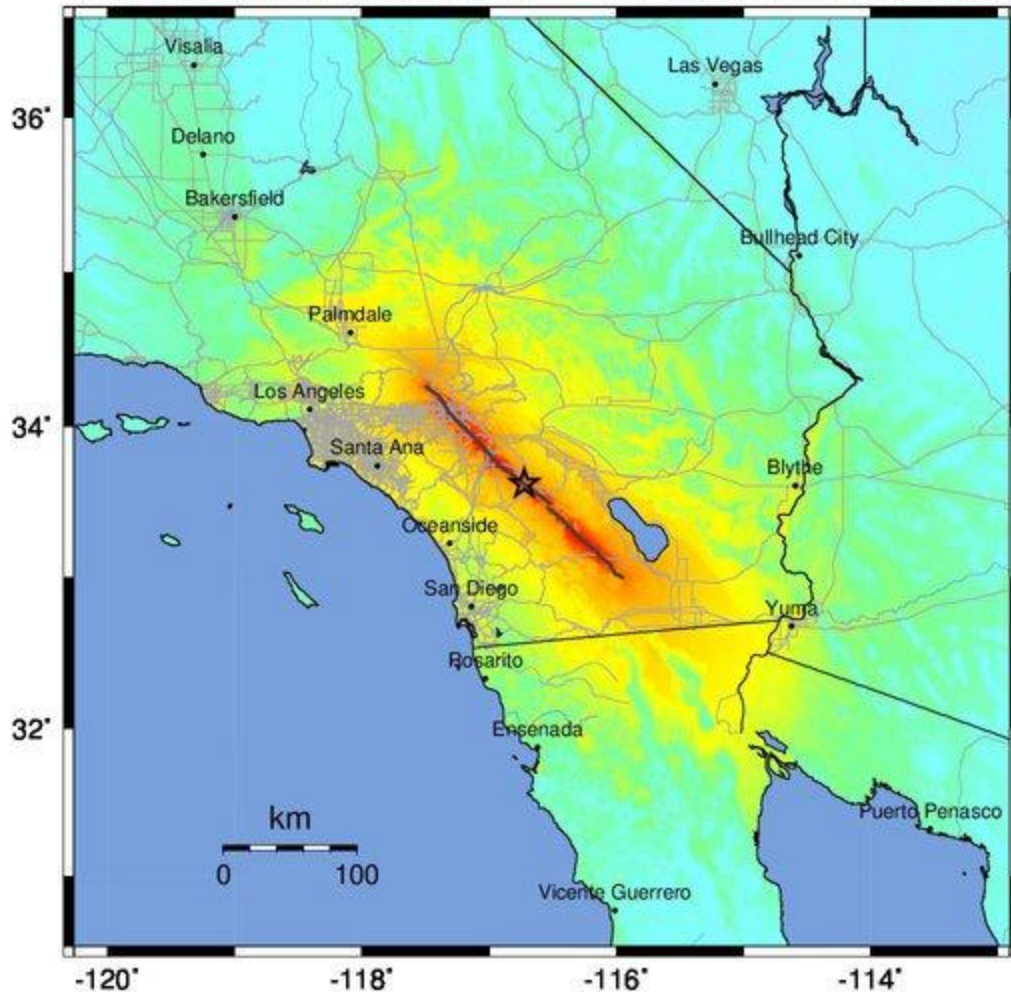 Visalia
Las Vegas
36°
Delano
Bakersfield
Bullhead City
Palmdale
Los Angeles
34°
Santa Ana
Blythe
Oceanside
San Diego
Yuma
Rosarito
32°
Ensenada
km
Puerto Penasco
0 100
Vicente Guerrero
-120° -118° -116° -114°